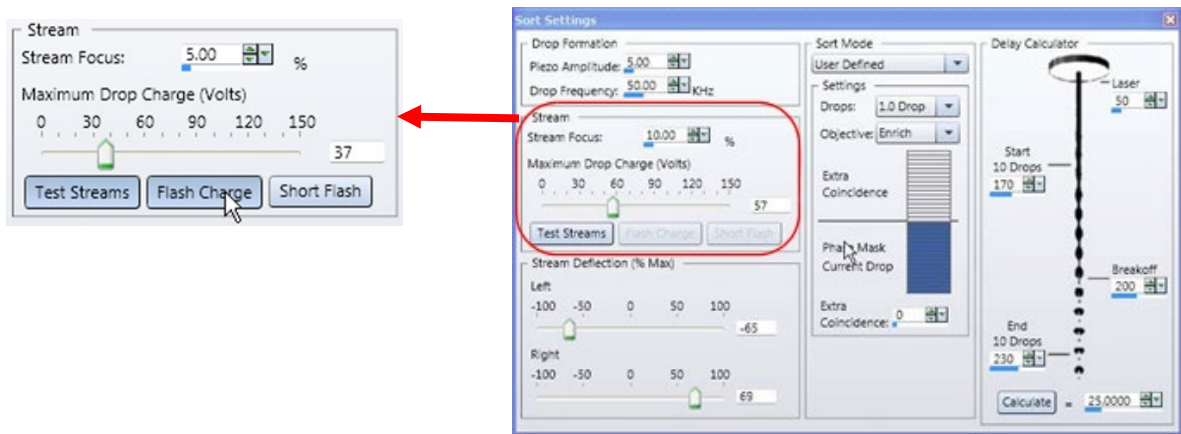 Stream
Stream Focus: 5.00 %
Maximum Drop Charge (Volts)
0 30 60 90 120 150
37
Test Streams Flash Charge Short Flash
Sort Settings
Drop Formation
Piezo Amplitude: 5.00
Drop Frequency: 50.00 KHz
Stream
Stream Focus: 10.00 %
Maximum Drop Charge (Volts)
0 30 60 90 120 150
57
Test Streams Flash Charge Short Flash
Stream Deflection (% Max)
Left
-100 -50 0 50 100
-65
Right
-100 -50 0 50 100
69
Sort Mode
User Defined
Settings
Drops: 1.0 Drop
Objective: Enrich
Extra
Coincidence
Phase Mask
Current Drop
Extra
Coincidence: 0
Delay Calculator
Laser
50
Start
10 Drops
170
Breakoff
200
End
10 Drops
230
Calculate = 25.0000